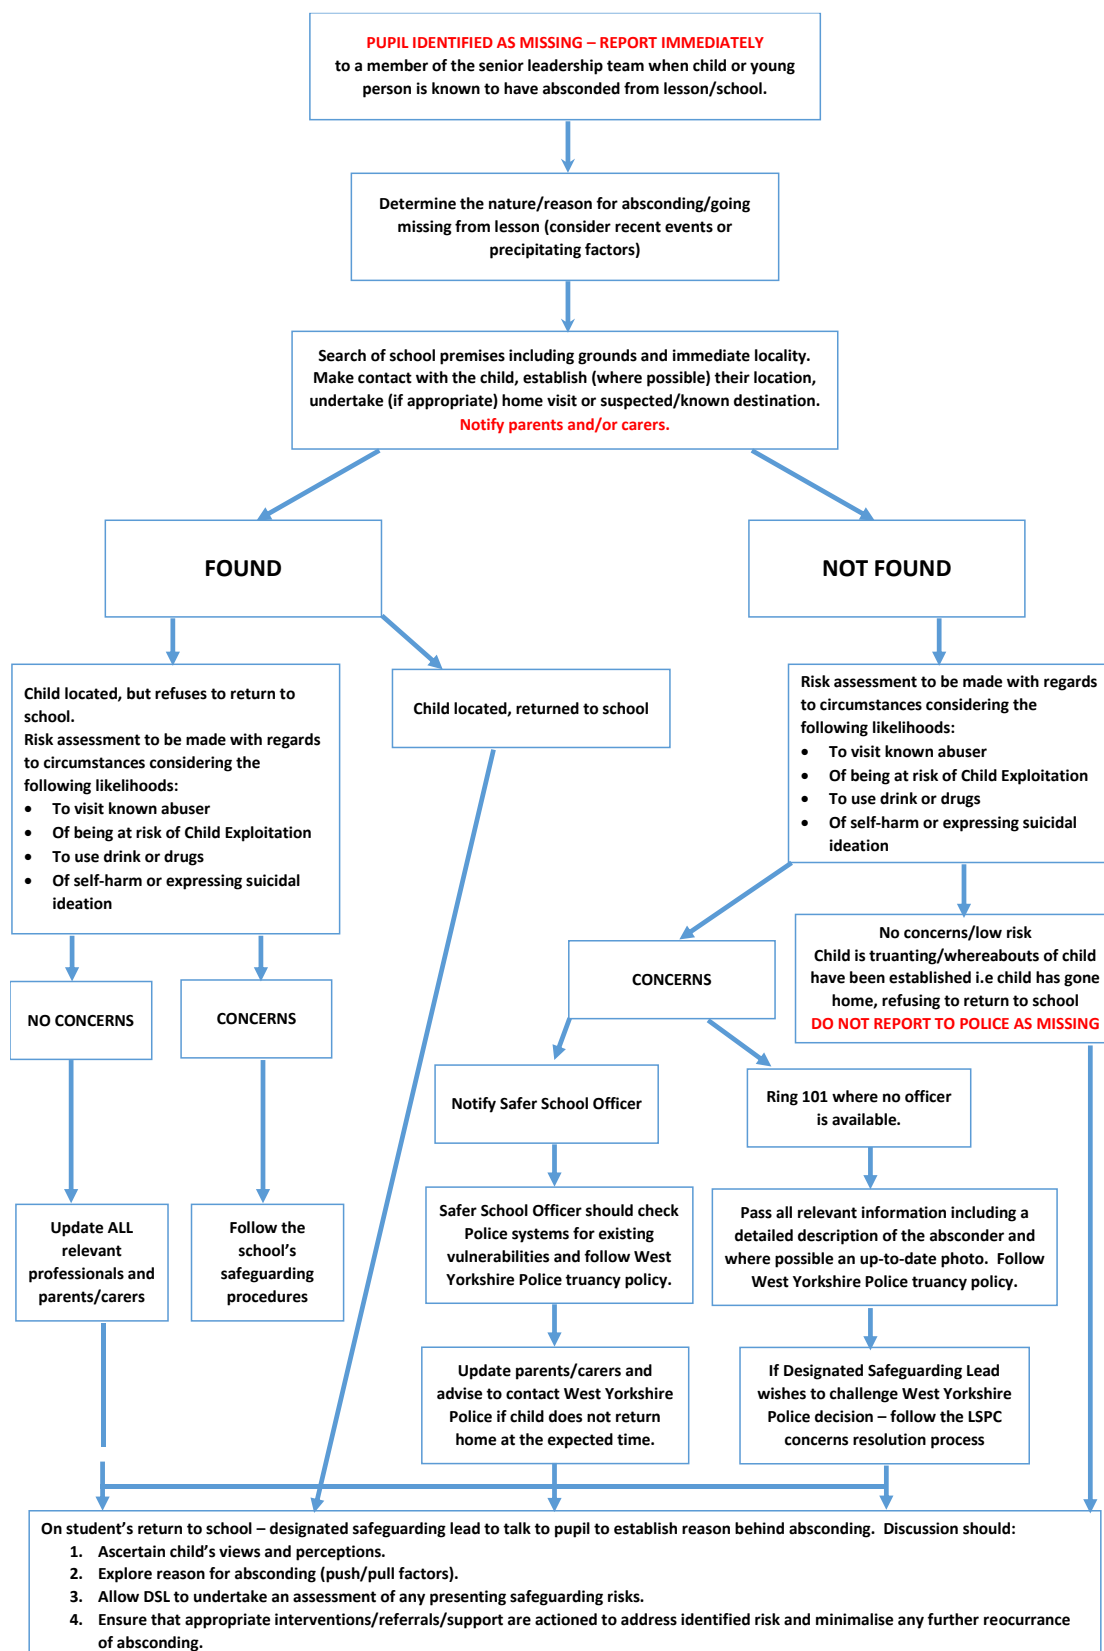 PUPIL IDENTIFIED AS MISSING – REPORT IMMEDIATELY
to a member of the senior leadership team when child or young
person is known to have absconded from lesson/school.
Determine the nature/reason for absconding/going
missing from lesson (consider recent events or
precipitating factors)
Search of school premises including grounds and immediate locality.
Make contact with the child, establish (where possible) their location,
undertake (if appropriate) home visit or suspected/known destination.
Notify parents and/or carers.
FOUND
NOT FOUND
Child located, but refuses to return to
school.
Risk assessment to be made with regards
to circumstances considering the
following likelihoods:
• To visit known abuser
• Of being at risk of Child Exploitation
• To use drink or drugs
• Of self-harm or expressing suicidal
ideation
Child located, returned to school
Risk assessment to be made with regards
to circumstances considering the
following likelihoods:
• To visit known abuser
• Of being at risk of Child Exploitation
• To use drink or drugs
• Of self-harm or expressing suicidal
ideation
NO CONCERNS
CONCERNS
CONCERNS
No concerns/low risk
Child is truanting/whereabouts of child
have been established i.e child has gone
home, refusing to return to school
DO NOT REPORT TO POLICE AS MISSING
Notify Safer School Officer
Ring 101 where no officer
is available.
Update ALL
relevant
professionals and
parents/carers
Follow the
school's
safeguarding
procedures
Safer School Officer should check
Police systems for existing
vulnerabilities and follow West
Yorkshire Police truancy policy.
Pass all relevant information including a
detailed description of the absconder and
where possible an up-to-date photo.  Follow
West Yorkshire Police truancy policy.
Update parents/carers and
advise to contact West Yorkshire
Police if child does not return
home at the expected time.
If Designated Safeguarding Lead
wishes to challenge West Yorkshire
Police decision – follow the LSPC
concerns resolution process
On student's return to school – designated safeguarding lead to talk to pupil to establish reason behind absconding.  Discussion should:
1. Ascertain child's views and perceptions.
2. Explore reason for absconding (push/pull factors).
3. Allow DSL to undertake an assessment of any presenting safeguarding risks.
4. Ensure that appropriate interventions/referrals/support are actioned to address identified risk and minimalise any further reocurrance
of absconding.